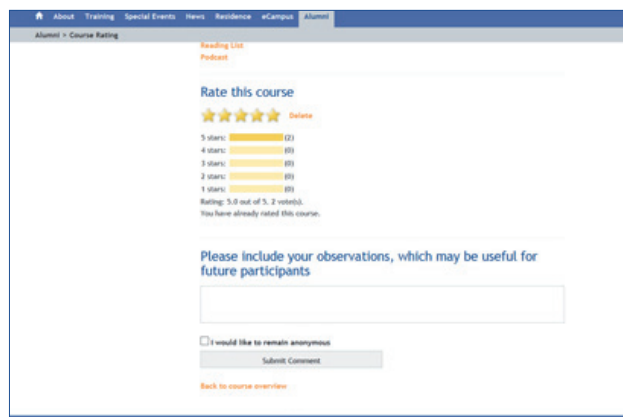 About Training Special Events News Residence eCampus Alumni
Alumni > Course Rating
Reading List
Podcast
Rate this course
Delete
5 stars: (2)
4 stars: (0)
3 stars: (0)
2 stars: (0)
1 stars: (0)
Rating: 5.0 out of 5, 2 vote(s).
You have already rated this course.
Please include your observations, which may be useful for
future participants
I would like to remain anonymous
Submit Comment
Back to course overview